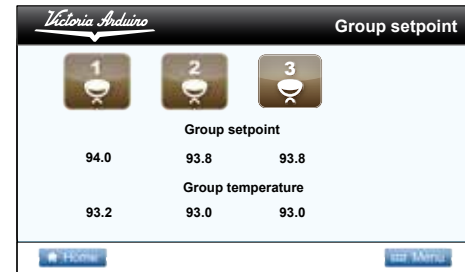 Victoria Arduino
Group setpoint
1 2 3
Group setpoint
94.0 93.8 93.8
Group temperature
93.2 93.0 93.0
Home Menu